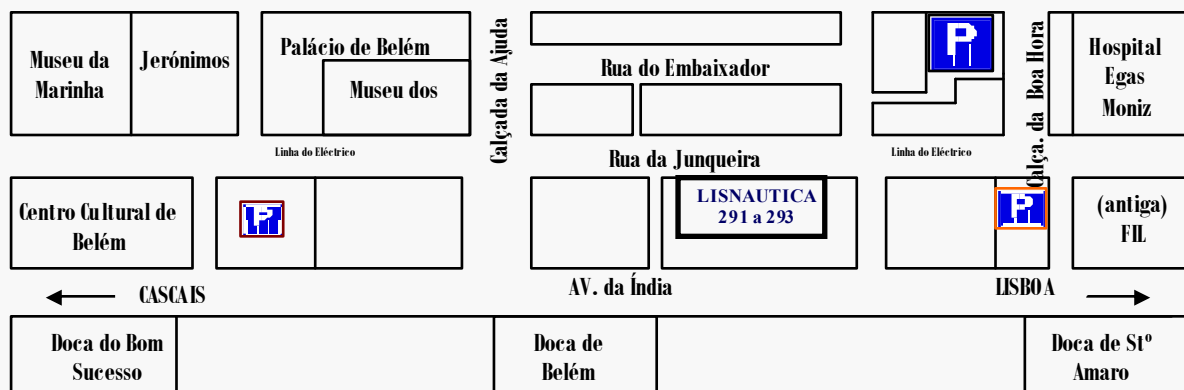 Museu da
Marinha
Jerónimos
Palácio de Belém
Museu dos
Calçada da Ajuda
Rua do Embaixador
P
Calça. da Boa Hora
Hospital
Egas
Moniz
Linha do Eléctrico
Rua da Junqueira
Linha do Eléctrico
Centro Cultural de
Belém
P
LISNAUTICA
291 a 293
P
(antiga)
FIL
CASCAIS
AV. da Índia
LISBOA
Doca do Bom
Sucesso
Doca de
Belém
Doca de Stº
Amaro